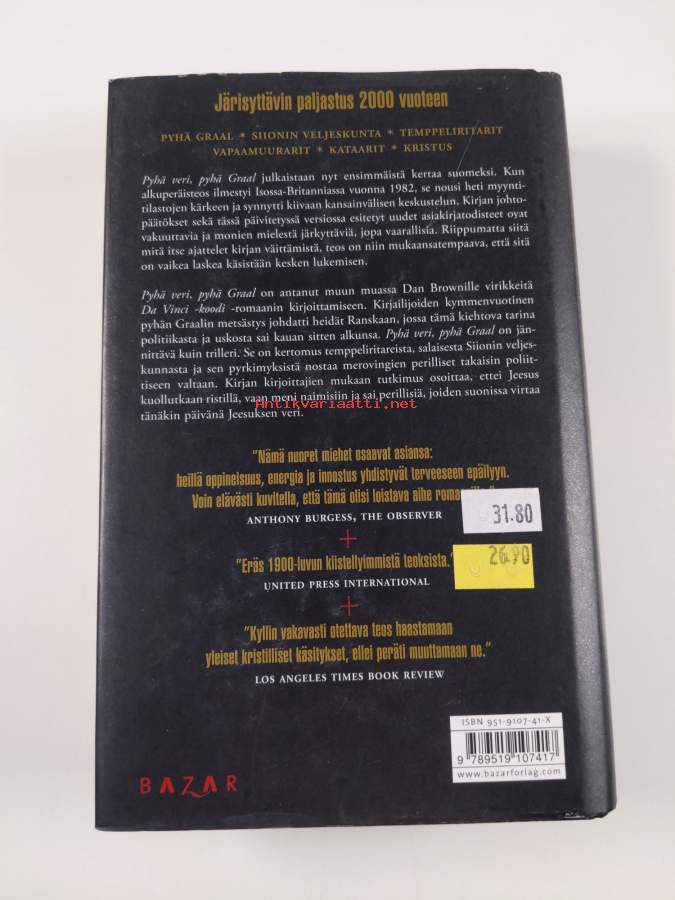 Järisyttävin paljastus 2000 vuoteen
PYHÄ GRAAL * SIIONIN VELJESKUNTA * TEMPPELIRITARIT
VAPAAMUURARIT * KATAARIT * KRISTUS
Pyhä veri, pyhä Graal julkaistaan nyt ensimmäistä kertaa suomeksi. Kun
alkuperäisteos ilmestyi Isossa-Britanniassa vuonna 1982, se nousi heti myynti-
tilastojen kärkeen ja synnytti kiivaan kansainvälisen keskustelun. Kirjan johto-
päätökset sekä tässä päivitetyssä versiossa esitetyt uudet asiakirjatodisteet ovat
vakuuttavia ja monien mielestä järkyttäviä, jopa vaarallisia. Riippumatta siitä
mitä itse ajattelet kirjan väittämistä, teos on niin mukaansatempaava, että sitä
on vaikea laskea käsistään kesken lukemisen.
Pyhä veri, pyhä Graal on antanut muun muassa Dan Brownille virikkeitä
Da Vinci -koodi -romaanin kirjoittamiseen. Kirjailijoiden kymmenvuotinen
pyhän Graalin metsästys johdatti heidät Ranskaan, jossa tämä kiehtova tarina
politiikasta ja uskosta sai kauan sitten alkunsa. Pyhä veri, pyhä Graal on jän-
nittävä kuin trilleri. Se on kertomus temppeliritareista, salaisesta Siionin veljes-
kunnasta ja sen pyrkimyksistä nostaa merovingien perilliset takaisin poliit-
tiseen valtaan. Kirjan kirjoittajien mukaan tutkimus osoittaa, ettei Jeesus
kuollutkaan ristillä, vaan meni naimisiin ja sai perillisiä, joiden suonissa virtaa
tänäkin päivänä Jeesuksen veri.
Antikvariaatti.net
"Nämä nuoret miehet osaavat asiansa:
heillä oppineisuus, energia ja innostus yhdistyvät terveeseen epäilyyn.
Voin elävästi kuvitella, että tämä olisi loistava aihe
ANTHONY BURGESS, THE OBSERVER
31.80
"Eräs 1900-luvun kiistellyimmistä teoksista."
26.90
UNITED PRESS INTERNATIONAL
"Kyllin vakavasti otettava teos haastamaan
yleiset kristilliset käsitykset, ellei peräti muuttamaan ne."
LOS ANGELES TIMES BOOK REVIEW
ISBN 951-9107-41-X
9 789519 107417
www.bazarforlag.com
BAZAR